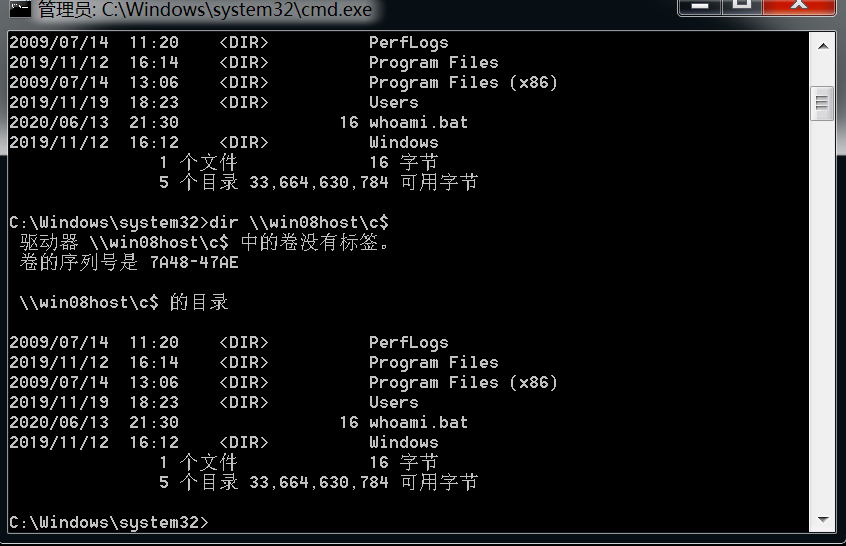 管理员: C:\Windows\system32\cmd.exe
2009/07/14  11:20    <DIR>          PerfLogs
2019/11/12  16:14    <DIR>          Program Files
2009/07/14  13:06    <DIR>          Program Files (x86)
2019/11/19  18:23    <DIR>          Users
2020/06/13  21:30                16 whoami.bat
2019/11/12  16:12    <DIR>          Windows
               1 个文件             16 字节
               5 个目录 33,664,630,784 可用字节
C:\Windows\system32>dir \\win08host\c$
 驱动器 \\win08host\c$ 中的卷没有标签。
 卷的序列号是 7A48-47AE
 \\win08host\c$ 的目录
2009/07/14  11:20    <DIR>          PerfLogs
2019/11/12  16:14    <DIR>          Program Files
2009/07/14  13:06    <DIR>          Program Files (x86)
2019/11/19  18:23    <DIR>          Users
2020/06/13  21:30                16 whoami.bat
2019/11/12  16:12    <DIR>          Windows
               1 个文件             16 字节
               5 个目录 33,664,630,784 可用字节
C:\Windows\system32>